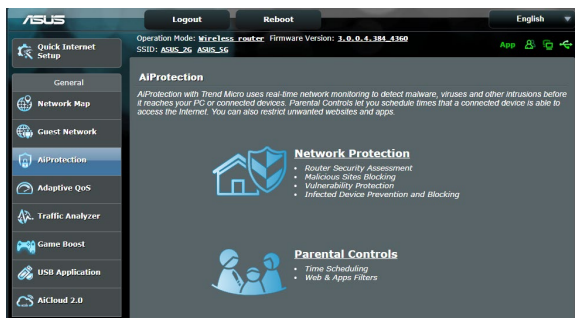 ASUS
Logout
Reboot
English
Quick Internet
Setup
Operation Mode: Wireless router Firmware Version: 3.0.0.4.384_4360
SSID: ASUS_2G ASUS_5G
App
General
Network Map
Guest Network
AiProtection
Adaptive QoS
Traffic Analyzer
Game Boost
USB Application
AiCloud 2.0
AiProtection
AiProtection with Trend Micro uses real-time network monitoring to detect malware, viruses and other intrusions before
it reaches your PC or connected devices. Parental Controls let you schedule times that a connected device is able to
access the Internet. You can also restrict unwanted websites and apps.
Network Protection
• Router Security Assessment
• Malicious Sites Blocking
• Vulnerability Protection
• Infected Device Prevention and Blocking
Parental Controls
• Time Scheduling
• Web & Apps Filters